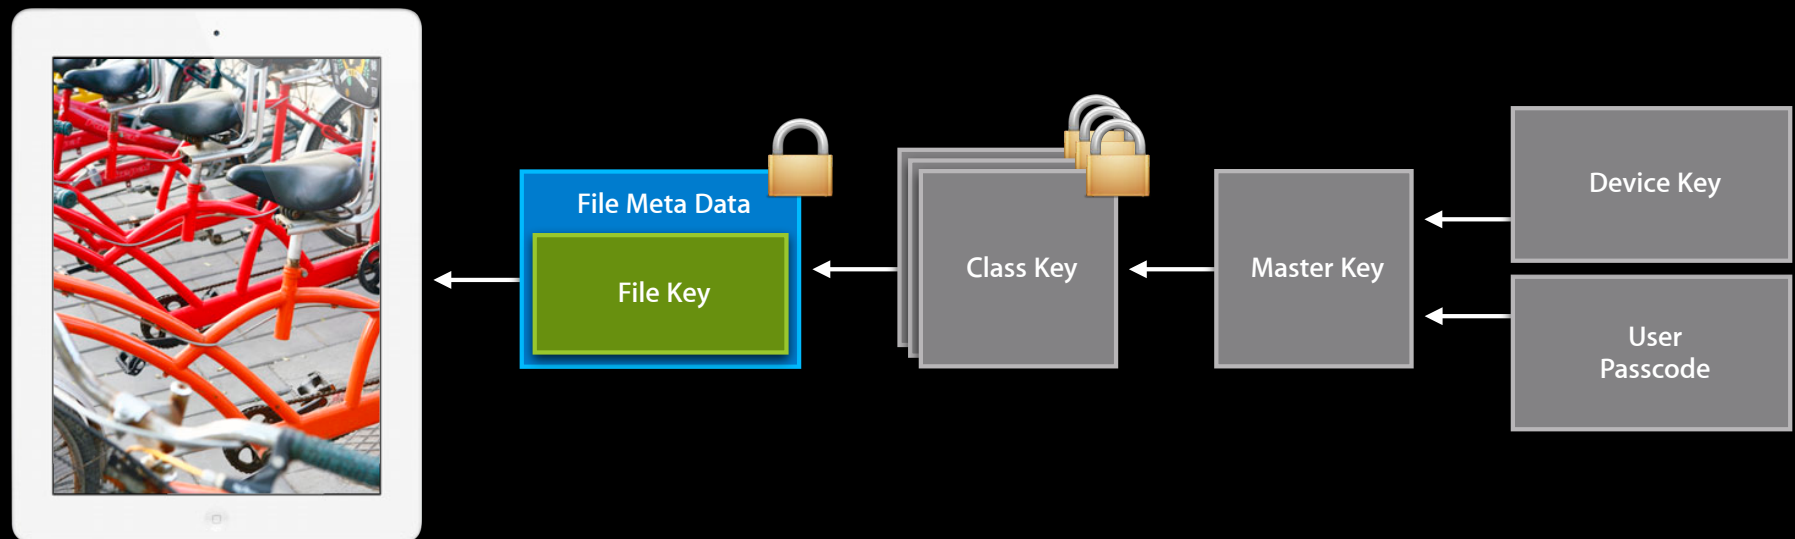 File Meta Data
File Key
Class Key
Master Key
Device Key
User
Passcode